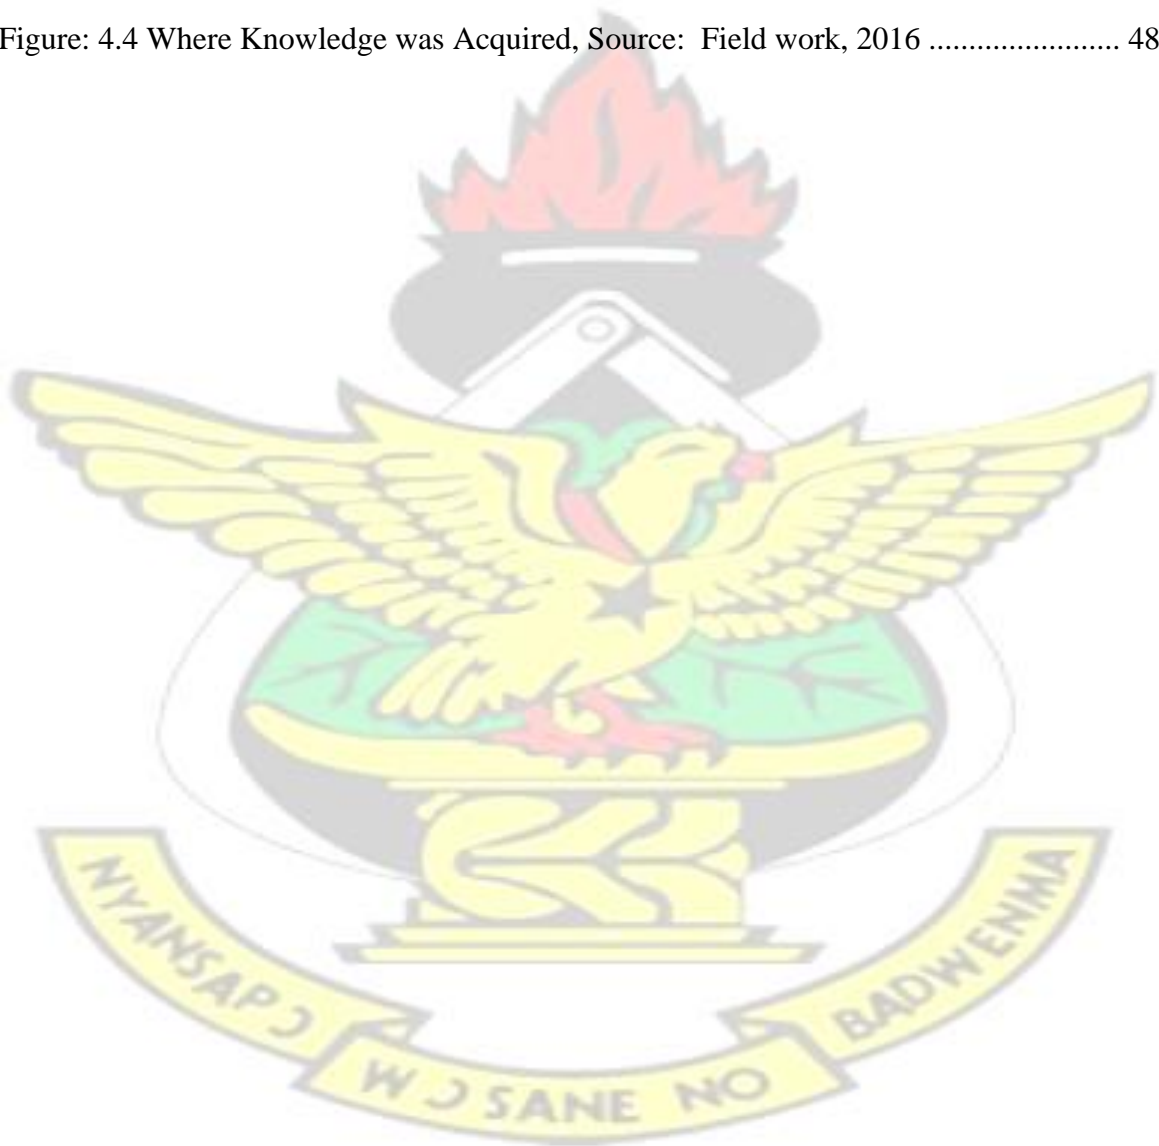 Figure: 4.4 Where Knowledge was Acquired, Source:  Field work, 2016 ........................ 48
NYANSAPƆ
WƆSANE NO
BADWENMA